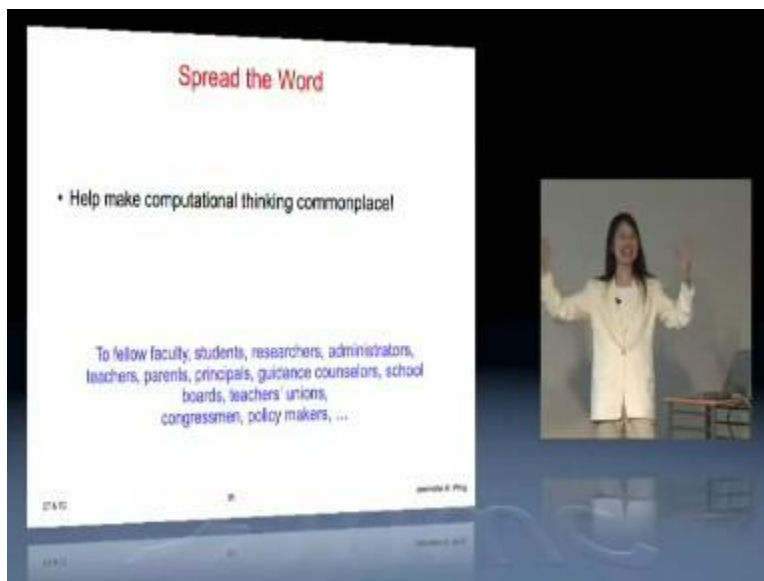 Spread the Word
• Help make computational thinking commonplace!
To fellow faculty, students, researchers, administrators,
teachers, parents, principals, guidance counselors, school
boards, teachers' unions,
congressmen, policy makers, ...